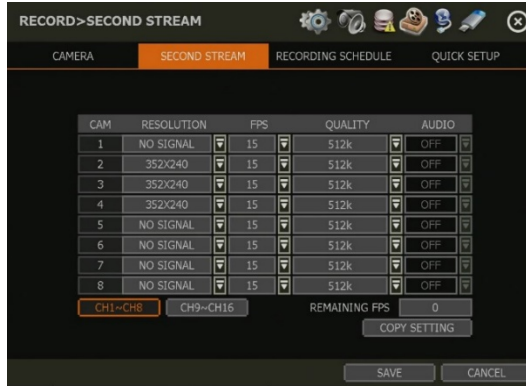 RECORD>SECOND STREAM
CAMERA SECOND STREAM RECORDING SCHEDULE QUICK SETUP
CAM RESOLUTION FPS QUALITY AUDIO
1 NO SIGNAL 15 512k OFF
2 352X240 15 512k OFF
3 352X240 15 512k OFF
4 352X240 15 512k OFF
5 NO SIGNAL 15 512k OFF
6 NO SIGNAL 15 512k OFF
7 NO SIGNAL 15 512k OFF
8 NO SIGNAL 15 512k OFF
CH1~CH8 CH9~CH16 REMAINING FPS 0
COPY SETTING
SAVE CANCEL